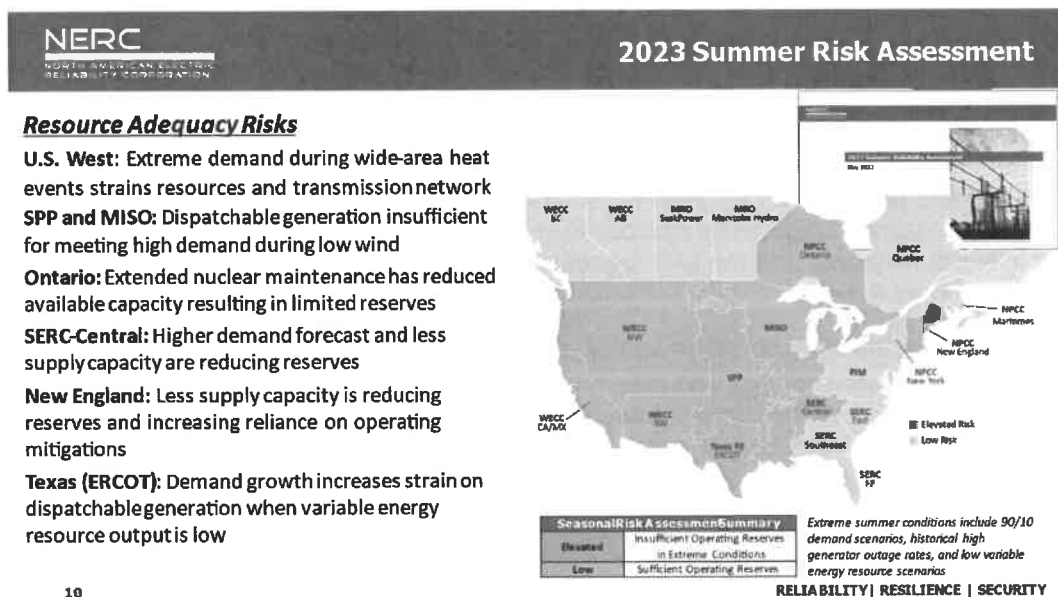 NERC
NORTH AMERICAN ELECTRIC
RELIABILITY CORPORATION
2023 Summer Risk Assessment
Resource Adequacy Risks
U.S. West: Extreme demand during wide-area heat
events strains resources and transmission network
SPP and MISO: Dispatchable generation insufficient
for meeting high demand during low wind
Ontario: Extended nuclear maintenance has reduced
available capacity resulting in limited reserves
SERC-Central: Higher demand forecast and less
supply capacity are reducing reserves
New England: Less supply capacity is reducing
reserves and increasing reliance on operating
mitigations
Texas (ERCOT): Demand growth increases strain on
dispatchable generation when variable energy
resource output is low
WECC
BC
WECC
AB
MRO
SaskPower
MRO
Manitoba Hydro
NPCC
Ontario
NPCC
Quebec
NPCC
Maritimes
NPCC
New England
NPCC
New York
WECC
NW
MISO
PJM
SPP
WECC
CA/MX
WECC
SW
SERC
Central
SERC
East
Texas RE
ERCOT
SERC
Southeast
SERC
FP
Elevated Risk
Low Risk
SeasonalRisk AssessmenSummary
Elevated
Insufficient Operating Reserves
in Extreme Conditions
Low
Sufficient Operating Reserves
Extreme summer conditions include 90/10
demand scenarios, historical high
generator outage rates, and low variable
energy resource scenarios
10
RELIABILITY | RESILIENCE | SECURITY